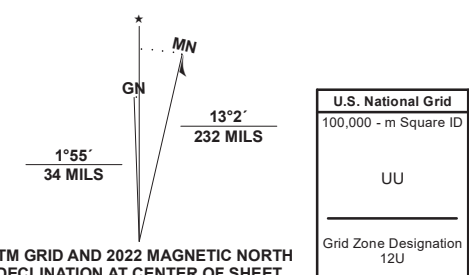 ★
MN
GN
13°2´
232 MILS
1°55´
34 MILS
TM GRID AND 2022 MAGNETIC NORTH
DECLINATION AT CENTER OF SHEET
U.S. National Grid
100,000 - m Square ID
UU
Grid Zone Designation
12U